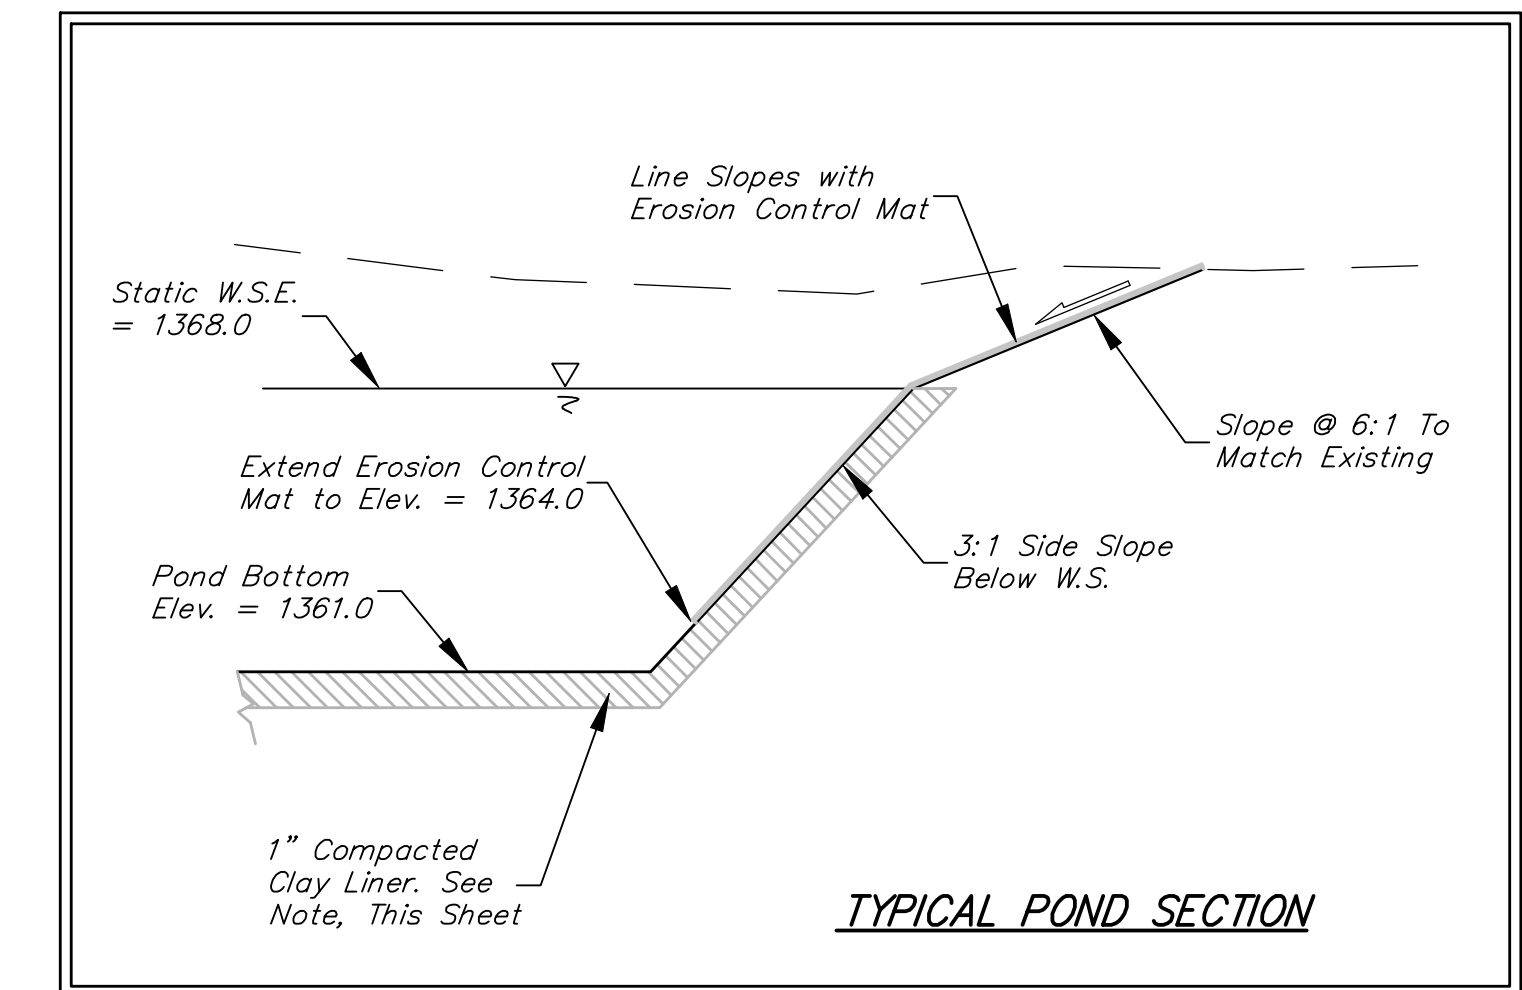 Line Slopes with
Erosion Control Mat
Static W.S.E.
= 1368.0
Slope @ 6:1 To
Match Existing
Extend Erosion Control
Mat to Elev. = 1364.0
3:1 Side Slope
Below W.S.
Pond Bottom
Elev. = 1361.0
1" Compacted
Clay Liner. See
Note, This Sheet
TYPICAL POND SECTION